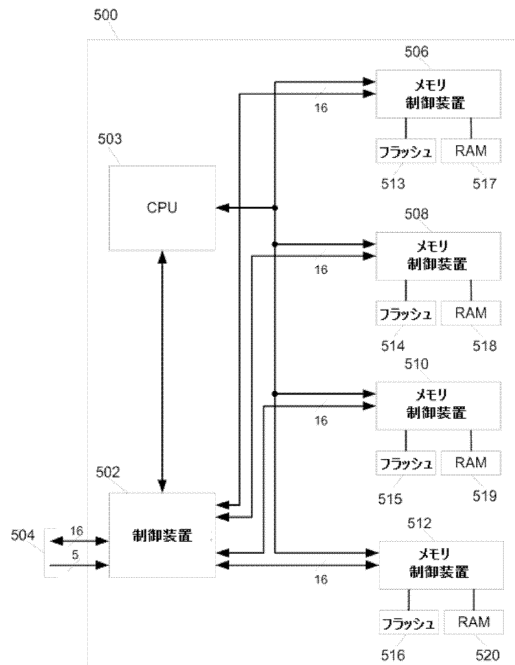 500
506
メモリ
制御装置
16
503
CPU
フラッシュ
RAM
513
517
508
メモリ
制御装置
16
フラッシュ
RAM
514
518
510
メモリ
制御装置
16
フラッシュ
RAM
515
519
502
制御装置
504
16
5
512
メモリ
制御装置
16
フラッシュ
RAM
516
520